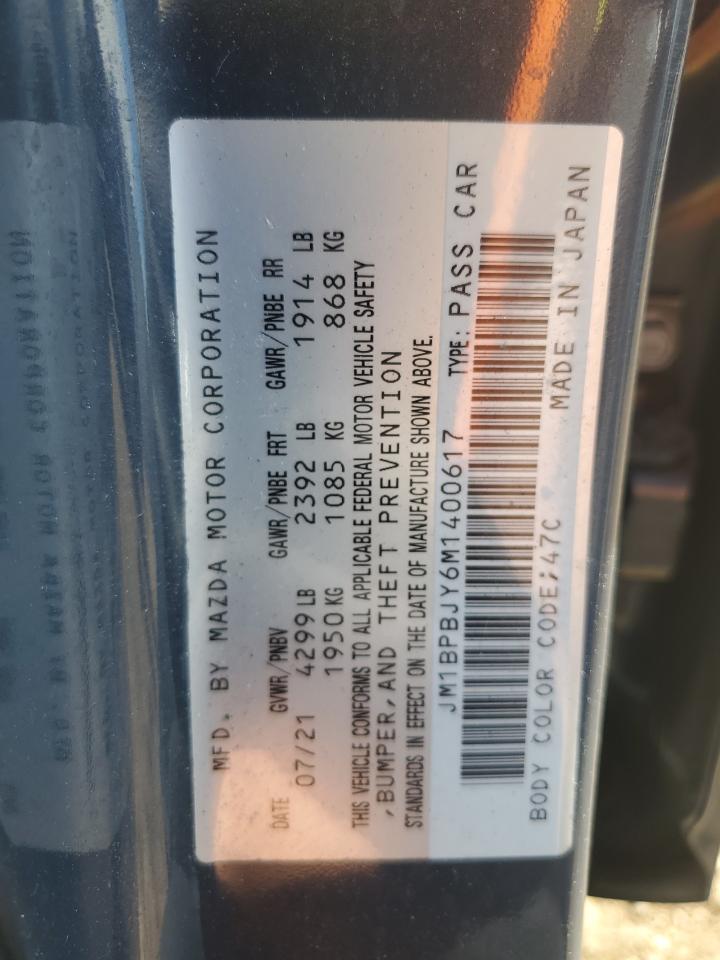 MFD. BY MAZDA MOTOR CORPORATION
DATE GVWR/PNBV GAWR/PNBE FRT GAWR/PNBE RR
07/21 4299 LB 2392 LB 1914 LB
1950 KG 1085 KG 868 KG
THIS VEHICLE CONFORMS TO ALL APPLICABLE FEDERAL MOTOR VEHICLE SAFETY
,BUMPER,AND THEFT PREVENTION
STANDARDS IN EFFECT ON THE DATE OF MANUFACTURE SHOWN ABOVE.
JM1BPBJY6M1400617 TYPE: PASS CAR
BODY COLOR CODE;47C MADE IN JAPAN